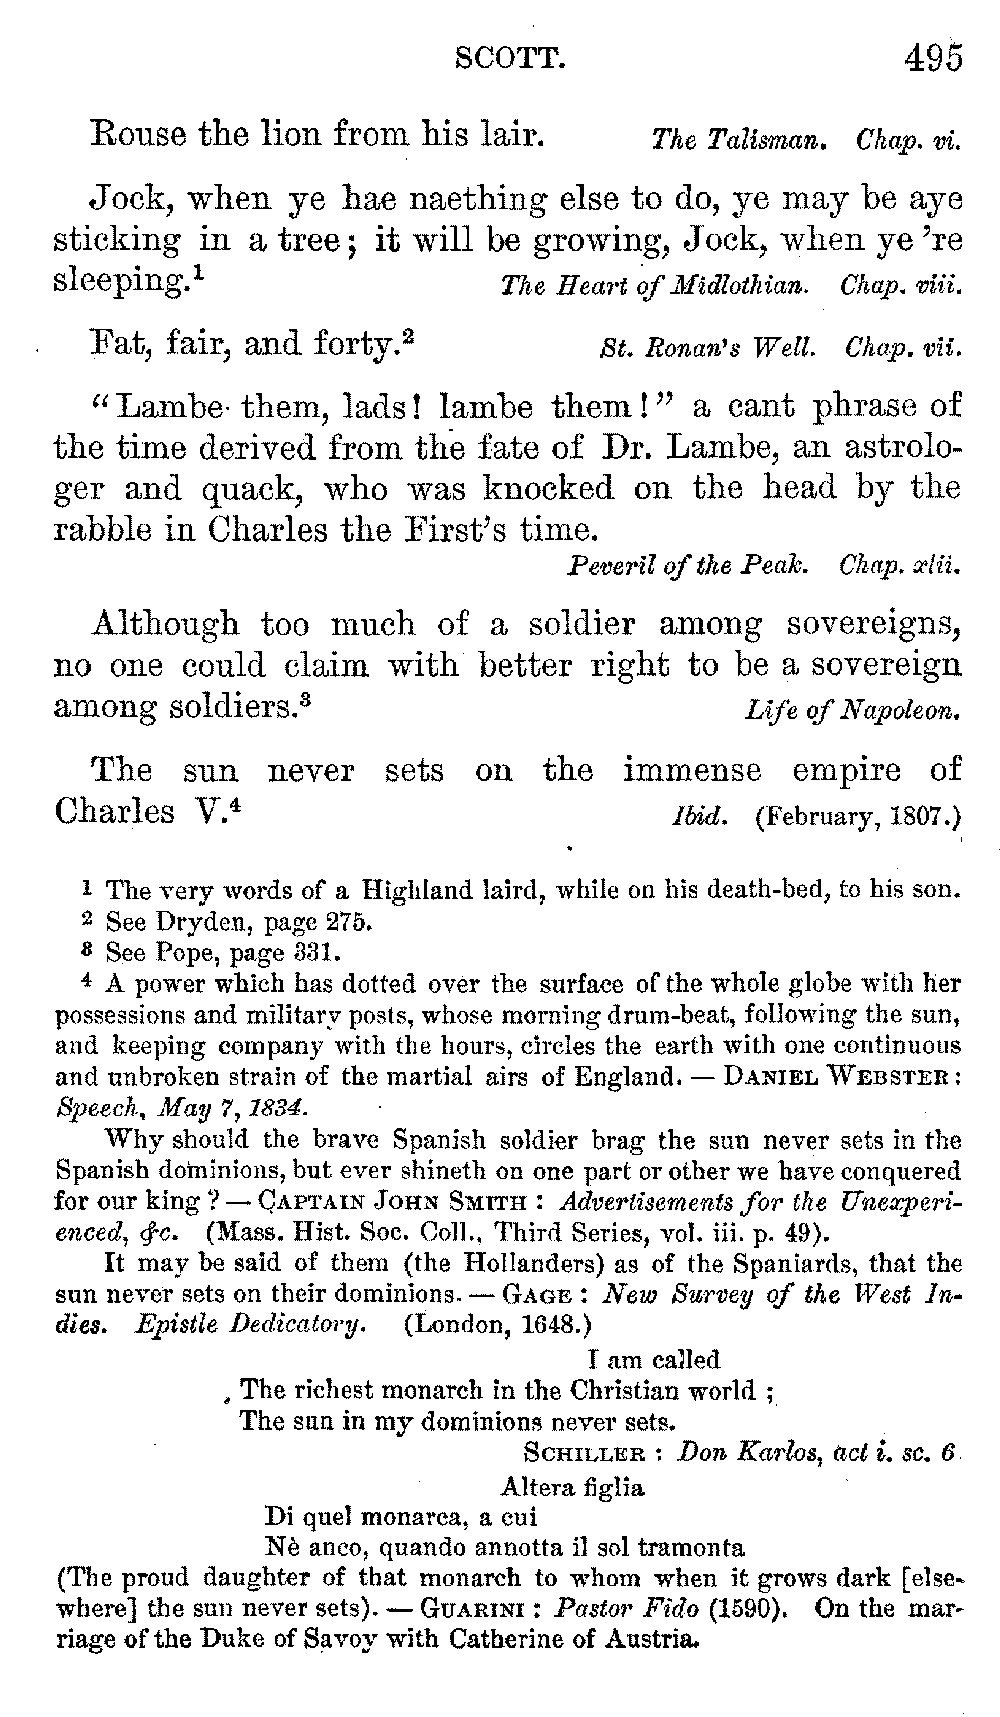 SCOTT. 495
Rouse the lion from his lair. The Talisman. Chap. vi.
Jock, when ye hae naething else to do, ye may be aye
sticking in a tree; it will be growing, Jock, when ye 're
sleeping.¹ The Heart of Midlothian. Chap. viii.
Fat, fair, and forty.² St. Ronan's Well. Chap. vii.
"Lambe them, lads! lambe them!" a cant phrase of
the time derived from the fate of Dr. Lambe, an astrolo-
ger and quack, who was knocked on the head by the
rabble in Charles the First's time.
Peveril of the Peak. Chap. xlii.
Although too much of a soldier among sovereigns,
no one could claim with better right to be a sovereign
among soldiers.³ Life of Napoleon.
The sun never sets on the immense empire of
Charles V.⁴ Ibid. (February, 1807.)
¹ The very words of a Highland laird, while on his death-bed, to his son.
² See Dryden, page 275.
³ See Pope, page 331.
⁴ A power which has dotted over the surface of the whole globe with her
possessions and military posts, whose morning drum-beat, following the sun,
and keeping company with the hours, circles the earth with one continuous
and unbroken strain of the martial airs of England. — DANIEL WEBSTER:
Speech, May 7, 1834.
Why should the brave Spanish soldier brag the sun never sets in the
Spanish dominions, but ever shineth on one part or other we have conquered
for our king? — CAPTAIN JOHN SMITH: Advertisements for the Unexperi-
enced, &c. (Mass. Hist. Soc. Coll., Third Series, vol. iii. p. 49).
It may be said of them (the Hollanders) as of the Spaniards, that the
sun never sets on their dominions. — GAGE: New Survey of the West In-
dies. Epistle Dedicatory. (London, 1648.)
I am called
The richest monarch in the Christian world;
The sun in my dominions never sets.
SCHILLER: Don Karlos, act i. sc. 6.
Altera figlia
Di quel monarca, a cui
Nè anco, quando annotta il sol tramonta
(The proud daughter of that monarch to whom when it grows dark [else-
where] the sun never sets). — GUARINI: Pastor Fido (1590). On the mar-
riage of the Duke of Savoy with Catherine of Austria.